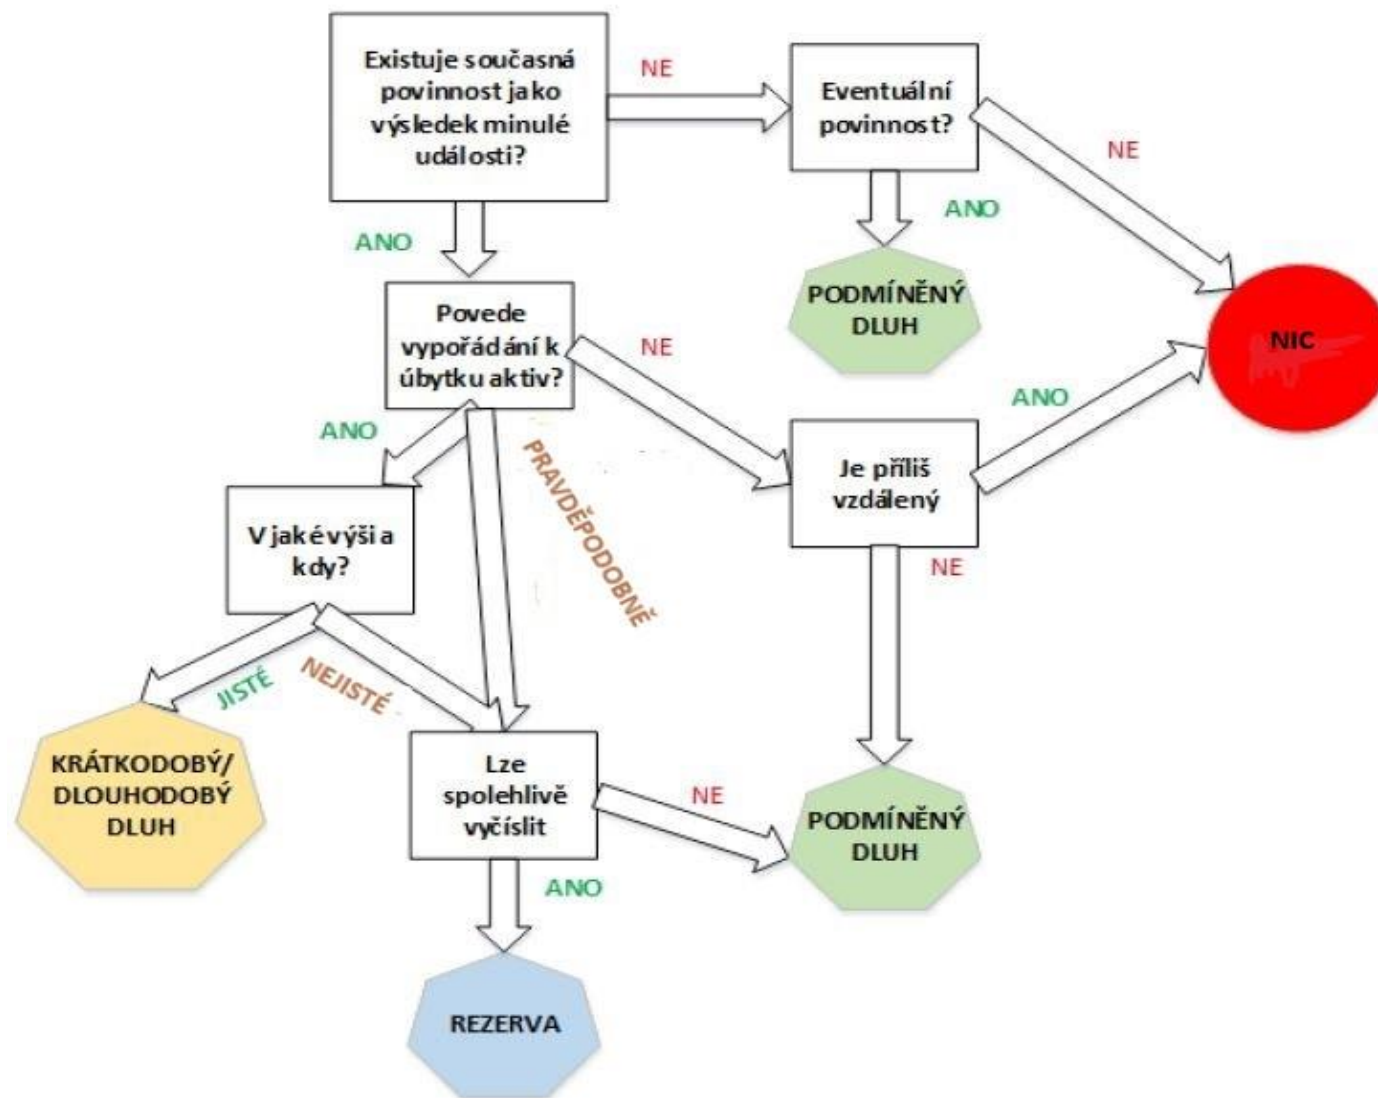 Existuje současná
povinnost jako
výsledek minulé
události?
NE
Eventuální
povinnost?
NE
ANO
ANO
PODMÍNĚNÝ
DLUH
NIC
Povede
vypořádání k
úbytku aktiv?
NE
ANO
ANO
PRAVDĚPODOBNĚ
Je příliš
vzdálený
V jaké výši a
kdy?
NE
JISTÉ
NEJISTÉ
KRÁTKODOBÝ/
DLOUHODOBÝ
DLUH
Lze
spolehlivě
vyčíslit
NE
PODMÍNĚNÝ
DLUH
ANO
REZERVA